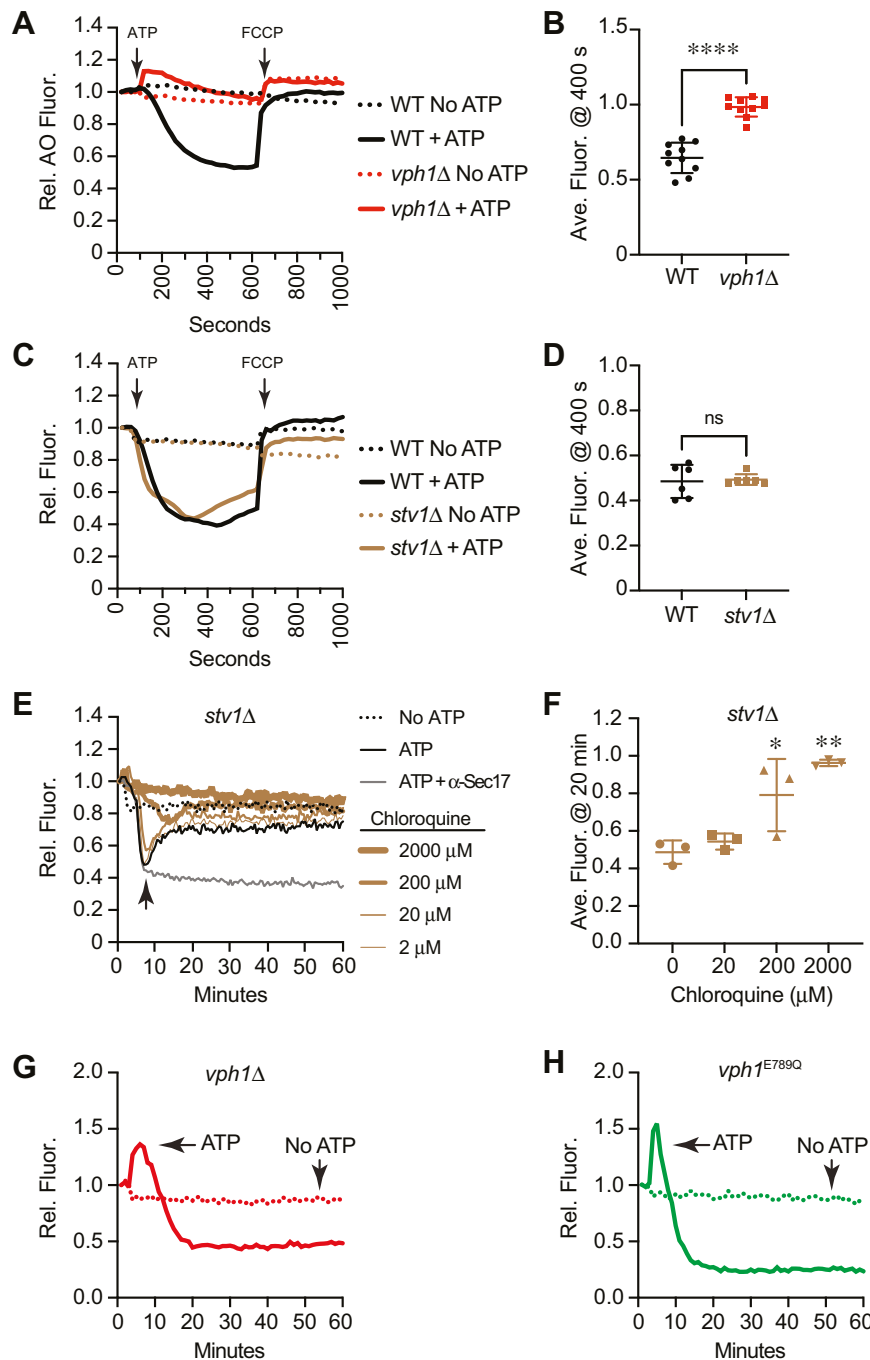 A
ATP
FCCP
Rel. AO Fluor.
1.4
1.2
1.0
0.8
0.6
0.4
0.2
0
0
200
400
600
800
1000
Seconds
WT No ATP
WT + ATP
vph1Δ No ATP
vph1Δ + ATP
B
****
Ave. Fluor. @ 400 s
1.5
1.0
0.5
0
WT
vph1Δ
C
ATP
FCCP
Rel. Fluor.
1.4
1.2
1.0
0.8
0.6
0.4
0.2
0
0
200
400
600
800
1000
Seconds
WT No ATP
WT + ATP
stv1Δ No ATP
stv1Δ + ATP
D
ns
Ave. Fluor. @ 400 s
1.0
0.8
0.6
0.4
0.2
0
WT
stv1Δ
E
stv1Δ
Rel. Fluor.
1.4
1.2
1.0
0.8
0.6
0.4
0.2
0
0
10
20
30
40
50
60
Minutes
No ATP
ATP
ATP + α-Sec17
Chloroquine
2000 μM
200 μM
20 μM
2 μM
F
stv1Δ
*
**
Ave. Fluor. @ 20 min
1.2
1.0
0.8
0.6
0.4
0.2
0.0
0
20
200
2000
Chloroquine (μM)
G
vph1Δ
ATP
No ATP
Rel. Fluor.
2.0
1.5
1.0
0.5
0.0
0
10
20
30
40
50
60
Minutes
H
vph1E789Q
ATP
No ATP
Rel. Fluor.
2.0
1.5
1.0
0.5
0.0
0
10
20
30
40
50
60
Minutes